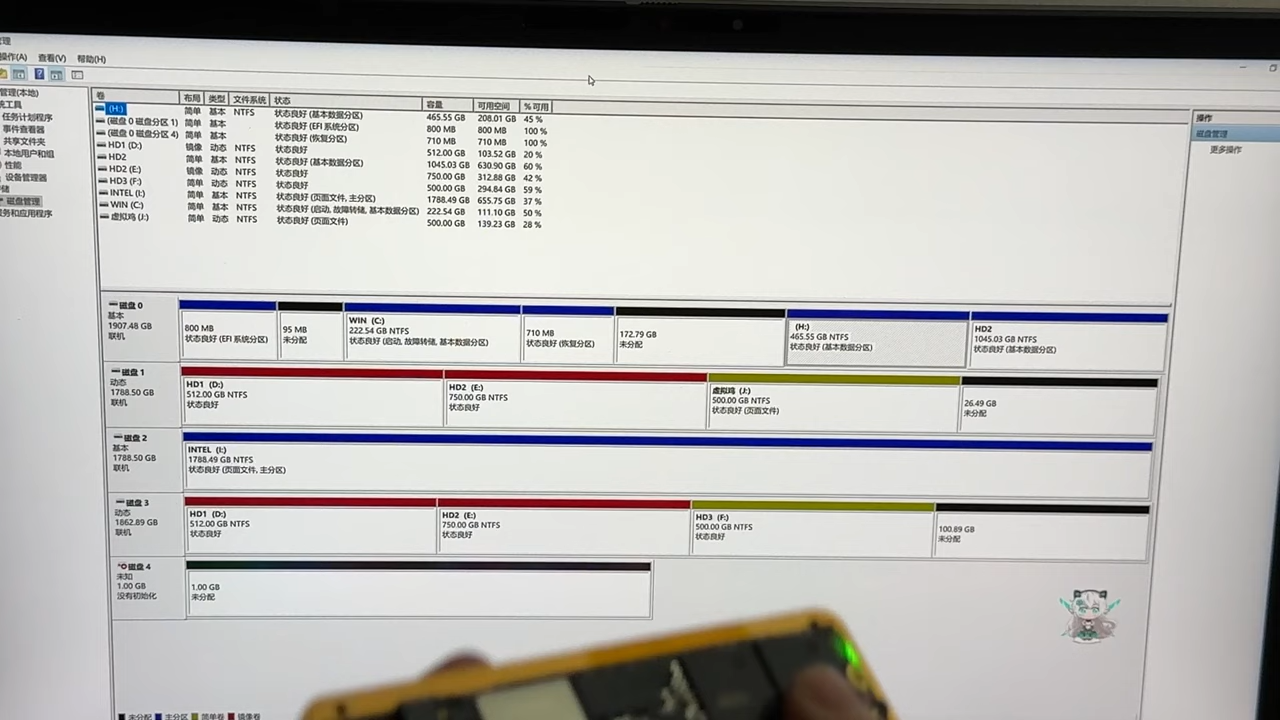 管理
操作(A) 查看(V) 帮助(H)
管理(本地)
统工具
任务计划程序
事件查看器
共享文件夹
本地用户和组
性能
设备管理器
储
磁盘管理
服务和应用程序
卷 布局 类型 文件系统 状态 容量 可用空间 % 可用
(H:) 简单 基本 NTFS 状态良好 (基本数据分区) 465.55 GB 208.01 GB 45 %
(磁盘 0 磁盘分区 1) 简单 基本 状态良好 (EFI 系统分区) 800 MB 800 MB 100 %
(磁盘 0 磁盘分区 4) 简单 基本 状态良好 (恢复分区) 710 MB 710 MB 100 %
HD1 (D:) 镜像 动态 NTFS 状态良好 512.00 GB 103.52 GB 20 %
HD2 简单 基本 NTFS 状态良好 (基本数据分区) 1045.03 GB 630.90 GB 60 %
HD2 (E:) 镜像 动态 NTFS 状态良好 750.00 GB 312.88 GB 42 %
HD3 (F:) 简单 动态 NTFS 状态良好 500.00 GB 294.84 GB 59 %
INTEL (I:) 简单 基本 NTFS 状态良好 (页面文件, 主分区) 1788.49 GB 655.75 GB 37 %
WIN (C:) 简单 基本 NTFS 状态良好 (启动, 故障转储, 基本数据分区) 222.54 GB 111.10 GB 50 %
虚拟鸡 (J:) 简单 动态 NTFS 状态良好 (页面文件) 500.00 GB 139.23 GB 28 %
操作
磁盘管理
更多操作
磁盘 0
基本
1907.48 GB
联机
800 MB
状态良好 (EFI 系统分区)
95 MB
未分配
WIN (C:)
222.54 GB NTFS
状态良好 (启动, 故障转储, 基本数据分区)
710 MB
状态良好 (恢复分区)
172.79 GB
未分配
(H:)
465.55 GB NTFS
状态良好 (基本数据分区)
HD2
1045.03 GB NTFS
状态良好 (基本数据分区)
磁盘 1
动态
1788.50 GB
联机
HD1 (D:)
512.00 GB NTFS
状态良好
HD2 (E:)
750.00 GB NTFS
状态良好
虚拟鸡 (J:)
500.00 GB NTFS
状态良好 (页面文件)
26.49 GB
未分配
磁盘 2
基本
1788.50 GB
联机
INTEL (I:)
1788.49 GB NTFS
状态良好 (页面文件, 主分区)
磁盘 3
动态
1862.89 GB
联机
HD1 (D:)
512.00 GB NTFS
状态良好
HD2 (E:)
750.00 GB NTFS
状态良好
HD3 (F:)
500.00 GB NTFS
状态良好
100.89 GB
未分配
磁盘 4
未知
1.00 GB
没有初始化
1.00 GB
未分配
未分配 主分区 简单卷 镜像卷